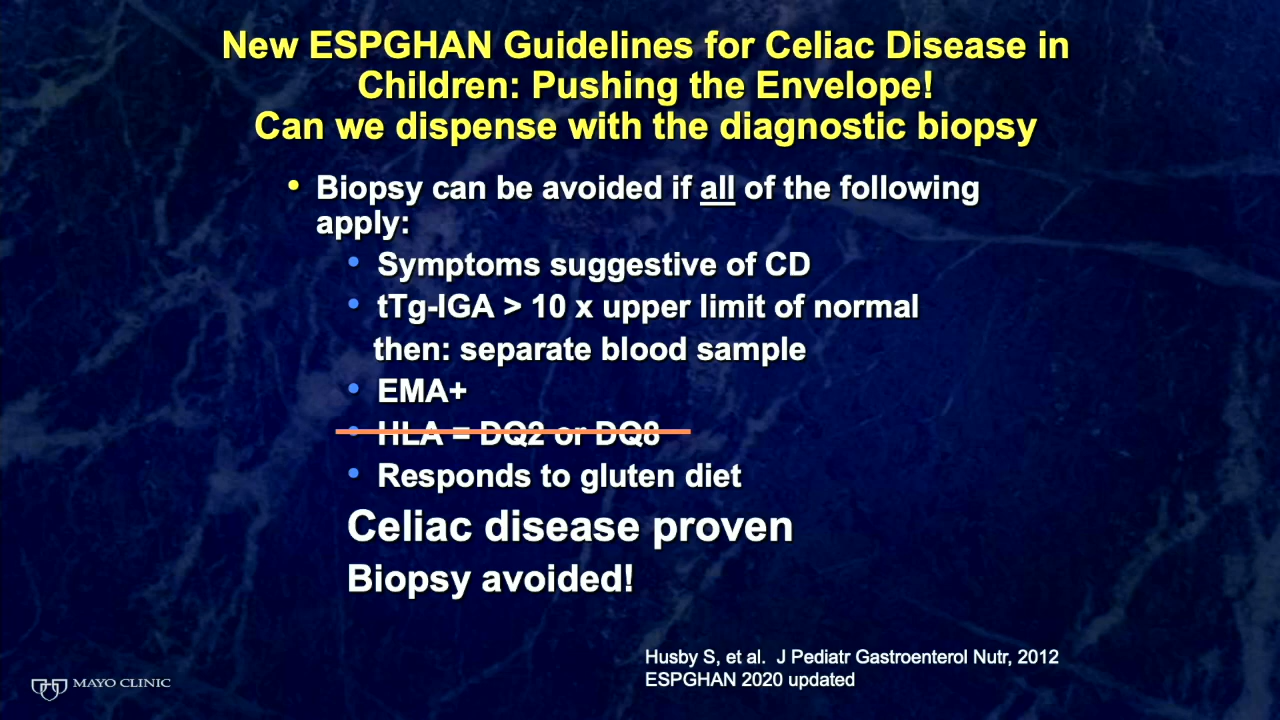 New ESPGHAN Guidelines for Celiac Disease in
Children: Pushing the Envelope!
Can we dispense with the diagnostic biopsy
• Biopsy can be avoided if all of the following
apply:
• Symptoms suggestive of CD
• tTg-IGA > 10 x upper limit of normal
then: separate blood sample
• EMA+
• HLA = DQ2 or DQ8
• Responds to gluten diet
Celiac disease proven
Biopsy avoided!
Husby S, et al. J Pediatr Gastroenterol Nutr, 2012
ESPGHAN 2020 updated
MAYO CLINIC